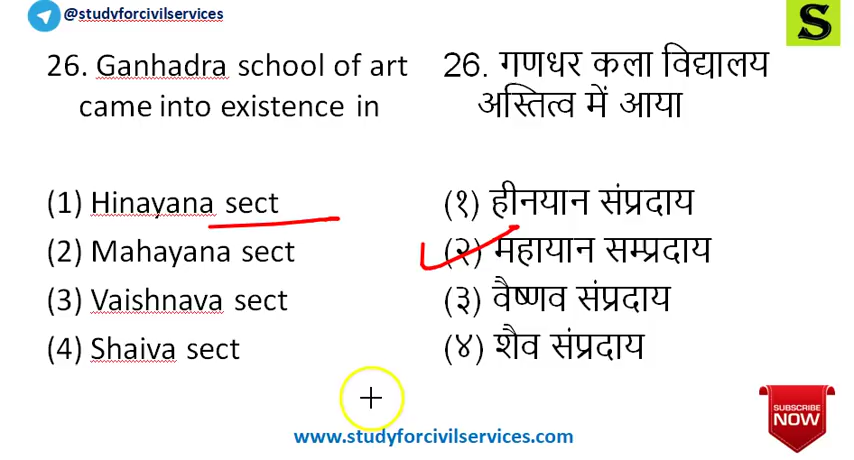 @studyforcivilservices
S
26. Ganhadra school of art
came into existence in
(1) Hinayana sect
(2) Mahayana sect
(3) Vaishnava sect
(4) Shaiva sect
26. गणधर कला विद्यालय
अस्तित्व में आया
(१) हीनयान संप्रदाय
(२) महायान सम्प्रदाय
(३) वैष्णव संप्रदाय
(४) शैव संप्रदाय
SUBSCRIBE
NOW
www.studyforcivilservices.com